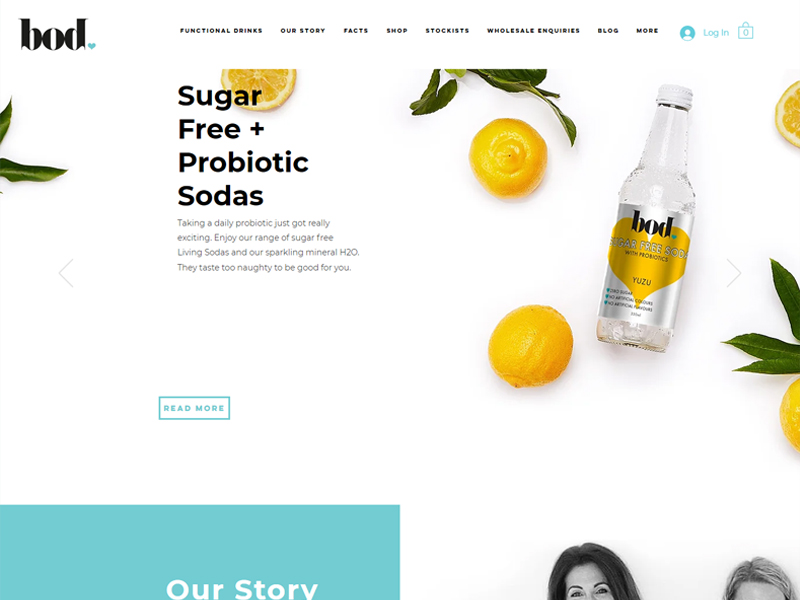 bod.
FUNCTIONAL DRINKS
OUR STORY
FACTS
SHOP
STOCKISTS
WHOLESALE ENQUIRIES
BLOG
MORE
Log In
0
Sugar
Free +
Probiotic
Sodas
Taking a daily probiotic just got really
exciting. Enjoy our range of sugar free
Living Sodas and our sparkling mineral H2O.
They taste too naughty to be good for you.
READ MORE
bod.
SUGAR FREE SODA
WITH PROBIOTICS
YUZU
ZERO SUGAR
NO ARTIFICIAL COLOURS
NO ARTIFICIAL FLAVOURS
Our Story